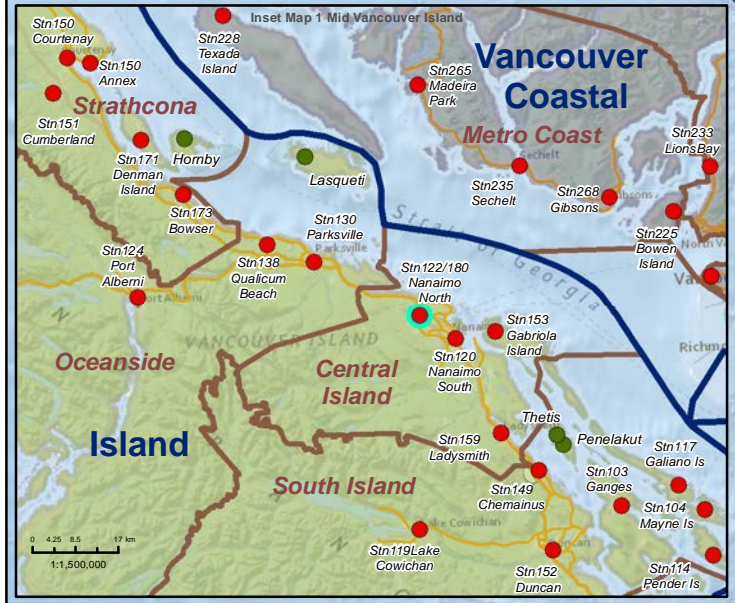 Inset Map 1 Mid Vancouver Island
Stn150
Courtenay
Stn150
Annex
Stn228
Texada
Island
Vancouver
Coastal
Stn265
Madeira
Park
Strathcona
Stn151
Cumberland
Metro Coast
Stn233
LionsBay
Sechelt
Stn171
Denman
Island
Hornby
Lasqueti
Stn235
Sechelt
Stn268
Gibsons
Gibsons
Stn173
Bowser
Stn130
Parksville
Parksville
Strait of Georgia
Stn225
Bowen
Island
North V
Stn124
Port
Alberni
Stn138
Qualicum
Beach
Stn122/180
Nanaimo
North
Port Alberni
Stn153
Gabriola
Island
VANCOUVER ISLAND
Stn120
Nanaimo
South
Richm
Oceanside
Central
Island
Island
Thetis
Penelakut
Stn159
Ladysmith
Stn117
Galiano Is
Stn103
Ganges
South Island
Stn149
Chemainus
Stn104
Mayne Is
Lake Cowichan
Stn119Lake
Cowichan
Stn152
Duncan
Stn114
Pender Is
0 4.25 8.5 17 km
1:1,500,000